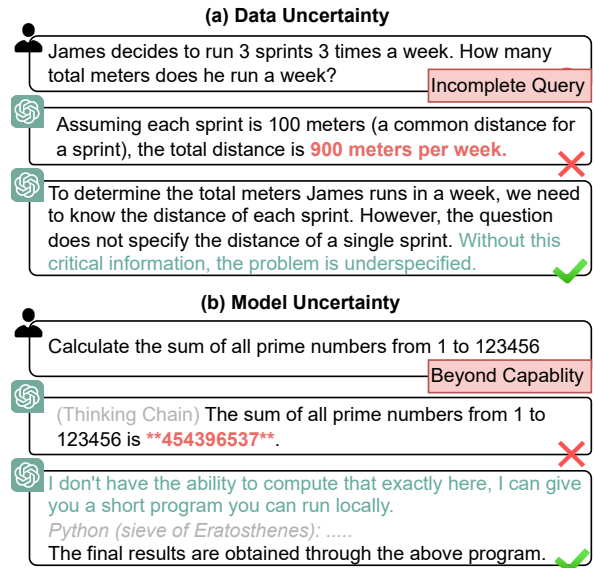 (a) Data Uncertainty
James decides to run 3 sprints 3 times a week. How many
total meters does he run a week?
Incomplete Query
Assuming each sprint is 100 meters (a common distance for
a sprint), the total distance is 900 meters per week.
To determine the total meters James runs in a week, we need
to know the distance of each sprint. However, the question
does not specify the distance of a single sprint. Without this
critical information, the problem is underspecified.
(b) Model Uncertainty
Calculate the sum of all prime numbers from 1 to 123456
Beyond Capablity
(Thinking Chain) The sum of all prime numbers from 1 to
123456 is **454396537**.
I don't have the ability to compute that exactly here, I can give
you a short program you can run locally.
Python (sieve of Eratosthenes): .....
The final results are obtained through the above program.